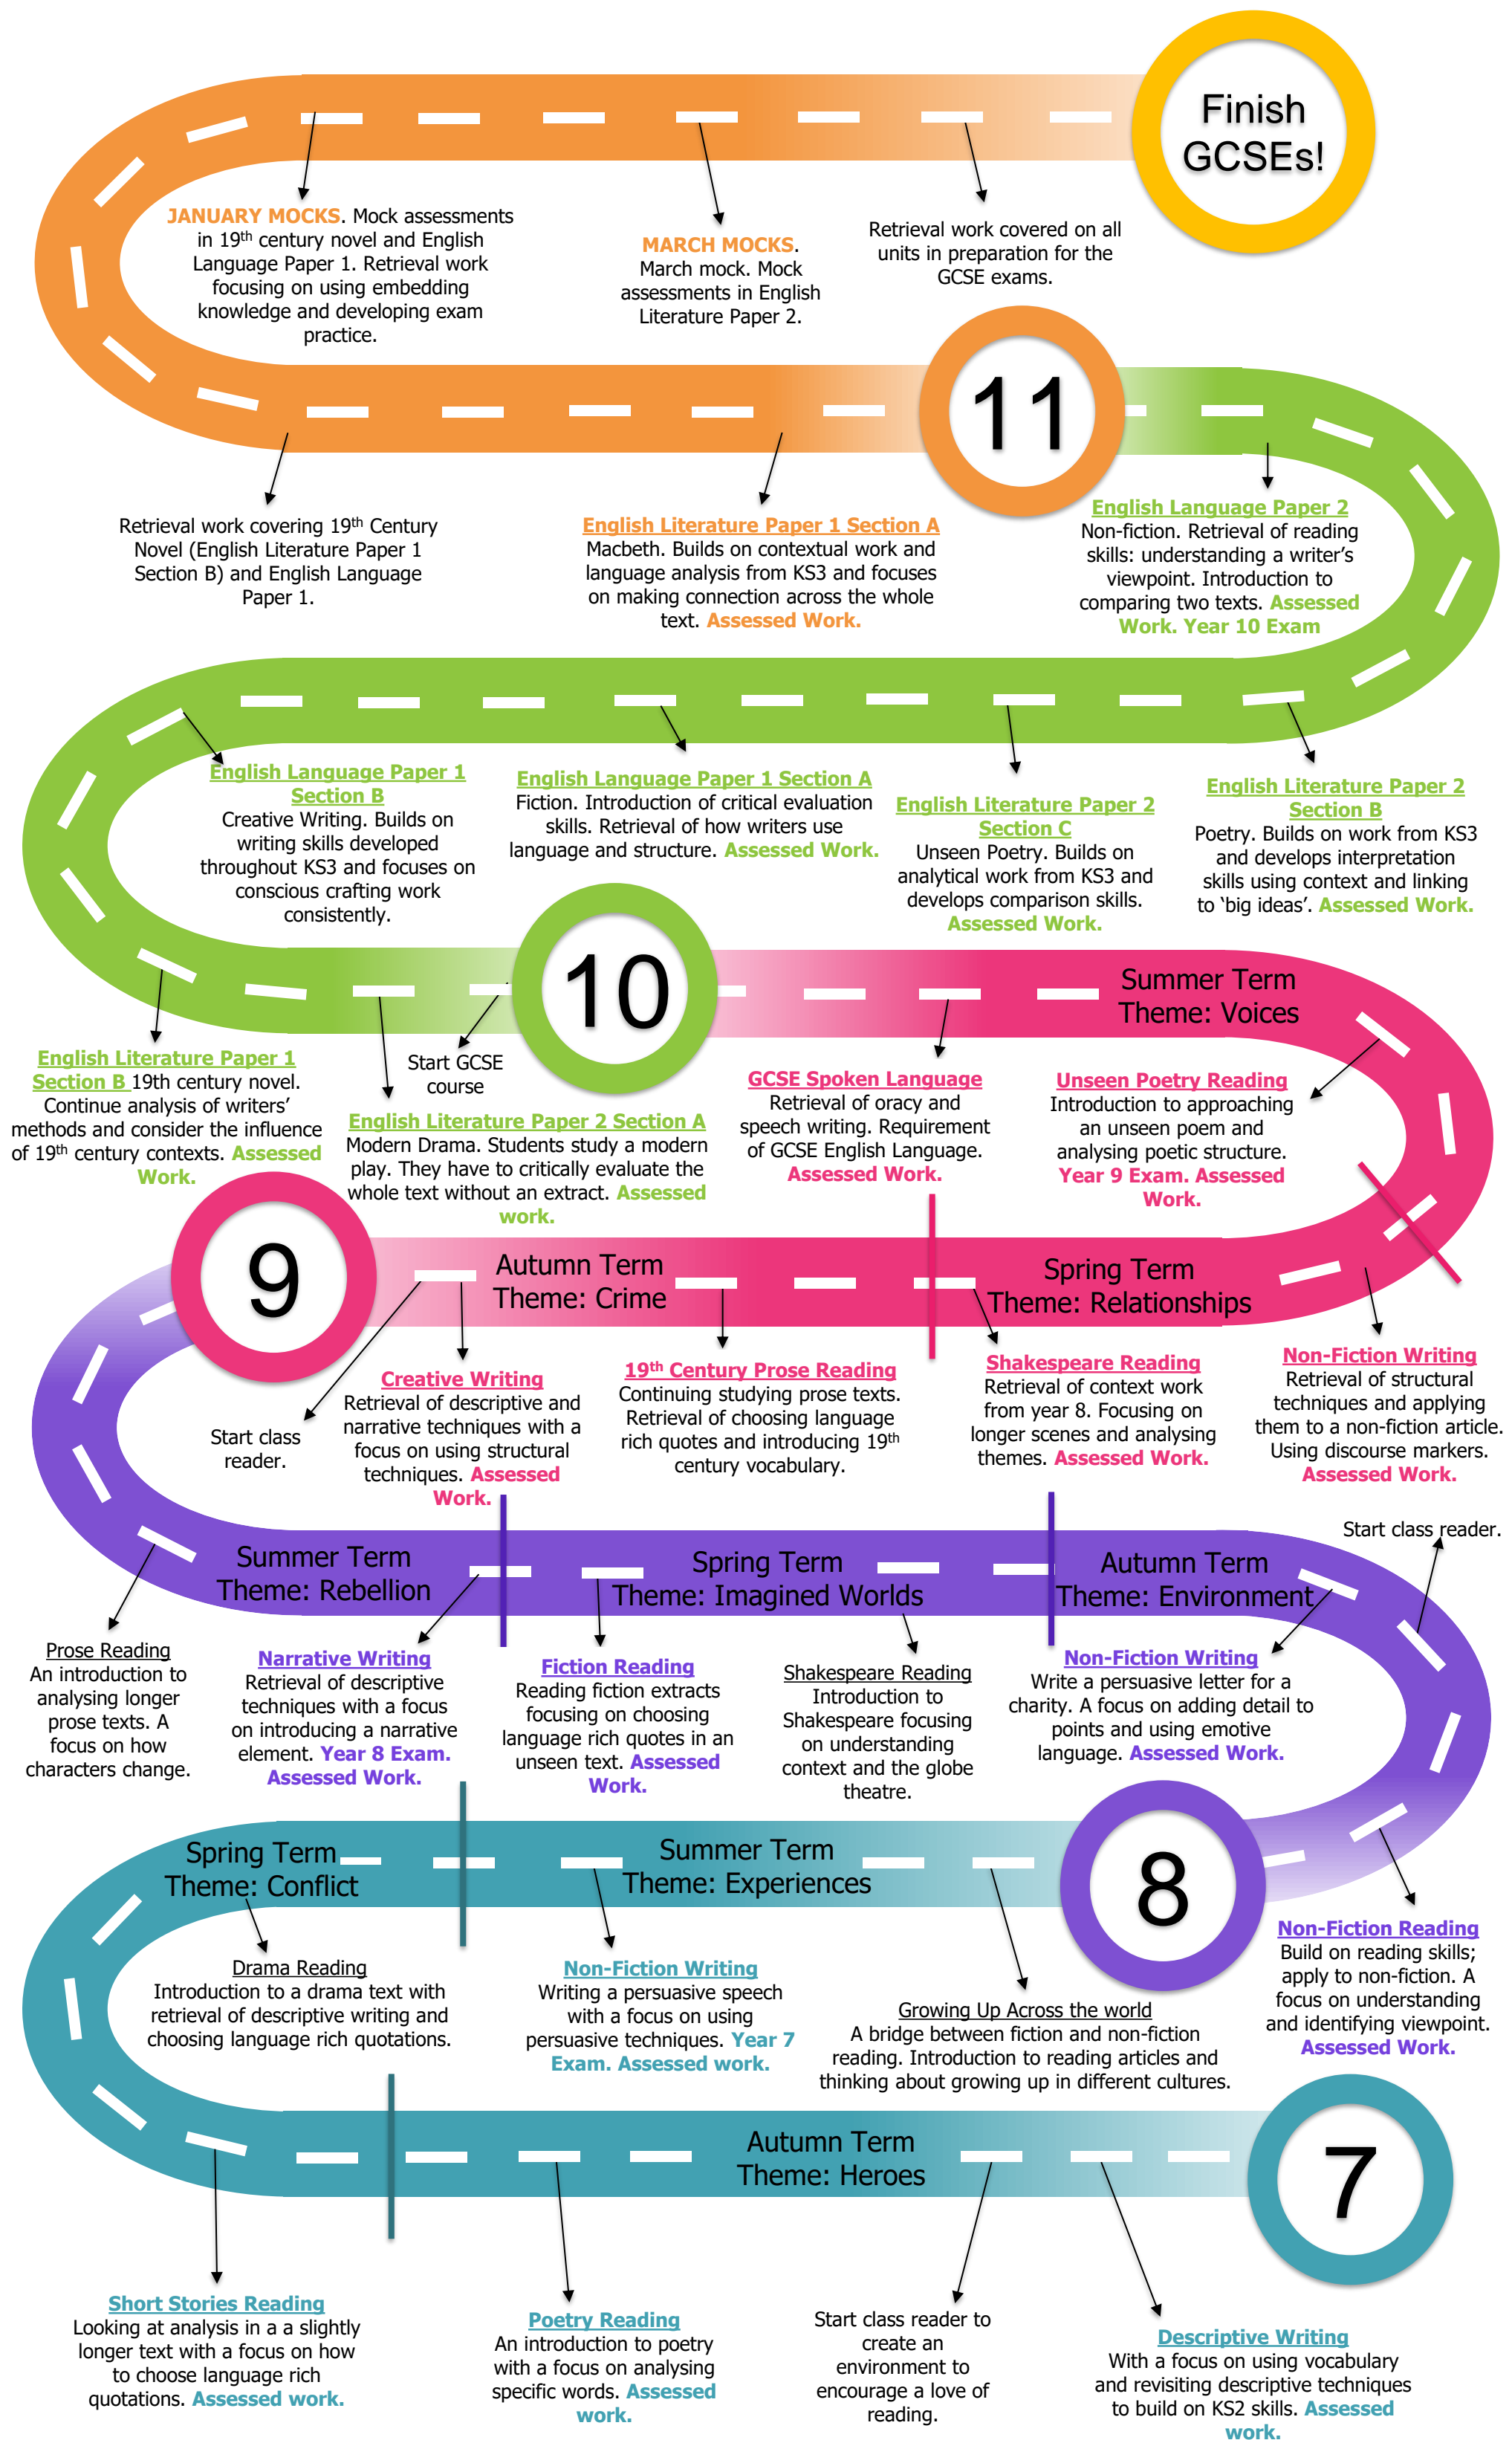 Finish
GCSEs!
JANUARY MOCKS. Mock assessments
in 19th century novel and English
Language Paper 1. Retrieval work
focusing on using embedding
knowledge and developing exam
practice.
MARCH MOCKS.
March mock. Mock
assessments in English
Literature Paper 2.
Retrieval work covered on all
units in preparation for the
GCSE exams.
11
Retrieval work covering 19th Century
Novel (English Literature Paper 1
Section B) and English Language
Paper 1.
English Literature Paper 1 Section A
Macbeth. Builds on contextual work and
language analysis from KS3 and focuses
on making connection across the whole
text. Assessed Work.
English Language Paper 2
Non-fiction. Retrieval of reading
skills: understanding a writer's
viewpoint. Introduction to
comparing two texts. Assessed
Work. Year 10 Exam
English Language Paper 1
Section B
Creative Writing. Builds on
writing skills developed
throughout KS3 and focuses on
conscious crafting work
consistently.
English Language Paper 1 Section A
Fiction. Introduction of critical evaluation
skills. Retrieval of how writers use
language and structure. Assessed Work.
English Literature Paper 2
Section C
Unseen Poetry. Builds on
analytical work from KS3 and
develops comparison skills.
Assessed Work.
English Literature Paper 2
Section B
Poetry. Builds on work from KS3
and develops interpretation
skills using context and linking
to ‘big ideas’. Assessed Work.
10
Summer Term
Theme: Voices
English Literature Paper 1
Section B 19th century novel.
Continue analysis of writers’
methods and consider the influence
of 19th century contexts. Assessed
Work.
Start GCSE
course
English Literature Paper 2 Section A
Modern Drama. Students study a modern
play. They have to critically evaluate the
whole text without an extract. Assessed
work.
GCSE Spoken Language
Retrieval of oracy and
speech writing. Requirement
of GCSE English Language.
Assessed Work.
Unseen Poetry Reading
Introduction to approaching
an unseen poem and
analysing poetic structure.
Year 9 Exam. Assessed
Work.
9
Autumn Term
Theme: Crime
Spring Term
Theme: Relationships
Start class
reader.
Creative Writing
Retrieval of descriptive and
narrative techniques with a
focus on using structural
techniques. Assessed
Work.
19th Century Prose Reading
Continuing studying prose texts.
Retrieval of choosing language
rich quotes and introducing 19th
century vocabulary.
Shakespeare Reading
Retrieval of context work
from year 8. Focusing on
longer scenes and analysing
themes. Assessed Work.
Non-Fiction Writing
Retrieval of structural
techniques and applying
them to a non-fiction article.
Using discourse markers.
Assessed Work.
Start class reader.
Summer Term
Theme: Rebellion
Spring Term
Theme: Imagined Worlds
Autumn Term
Theme: Environment
Prose Reading
An introduction to
analysing longer
prose texts. A
focus on how
characters change.
Narrative Writing
Retrieval of descriptive
techniques with a focus
on introducing a narrative
element. Year 8 Exam.
Assessed Work.
Fiction Reading
Reading fiction extracts
focusing on choosing
language rich quotes in an
unseen text. Assessed
Work.
Shakespeare Reading
Introduction to
Shakespeare focusing
on understanding
context and the globe
theatre.
Non-Fiction Writing
Write a persuasive letter for a
charity. A focus on adding detail to
points and using emotive
language. Assessed Work.
Spring Term
Theme: Conflict
Summer Term
Theme: Experiences
8
Drama Reading
Introduction to a drama text with
retrieval of descriptive writing and
choosing language rich quotations.
Non-Fiction Writing
Writing a persuasive speech
with a focus on using
persuasive techniques. Year 7
Exam. Assessed work.
Growing Up Across the world
A bridge between fiction and non-fiction
reading. Introduction to reading articles and
thinking about growing up in different cultures.
Non-Fiction Reading
Build on reading skills;
apply to non-fiction. A
focus on understanding
and identifying viewpoint.
Assessed Work.
Autumn Term
Theme: Heroes
7
Short Stories Reading
Looking at analysis in a a slightly
longer text with a focus on how
to choose language rich
quotations. Assessed work.
Poetry Reading
An introduction to poetry
with a focus on analysing
specific words. Assessed
work.
Start class reader to
create an
environment to
encourage a love of
reading.
Descriptive Writing
With a focus on using vocabulary
and revisiting descriptive techniques
to build on KS2 skills. Assessed
work.